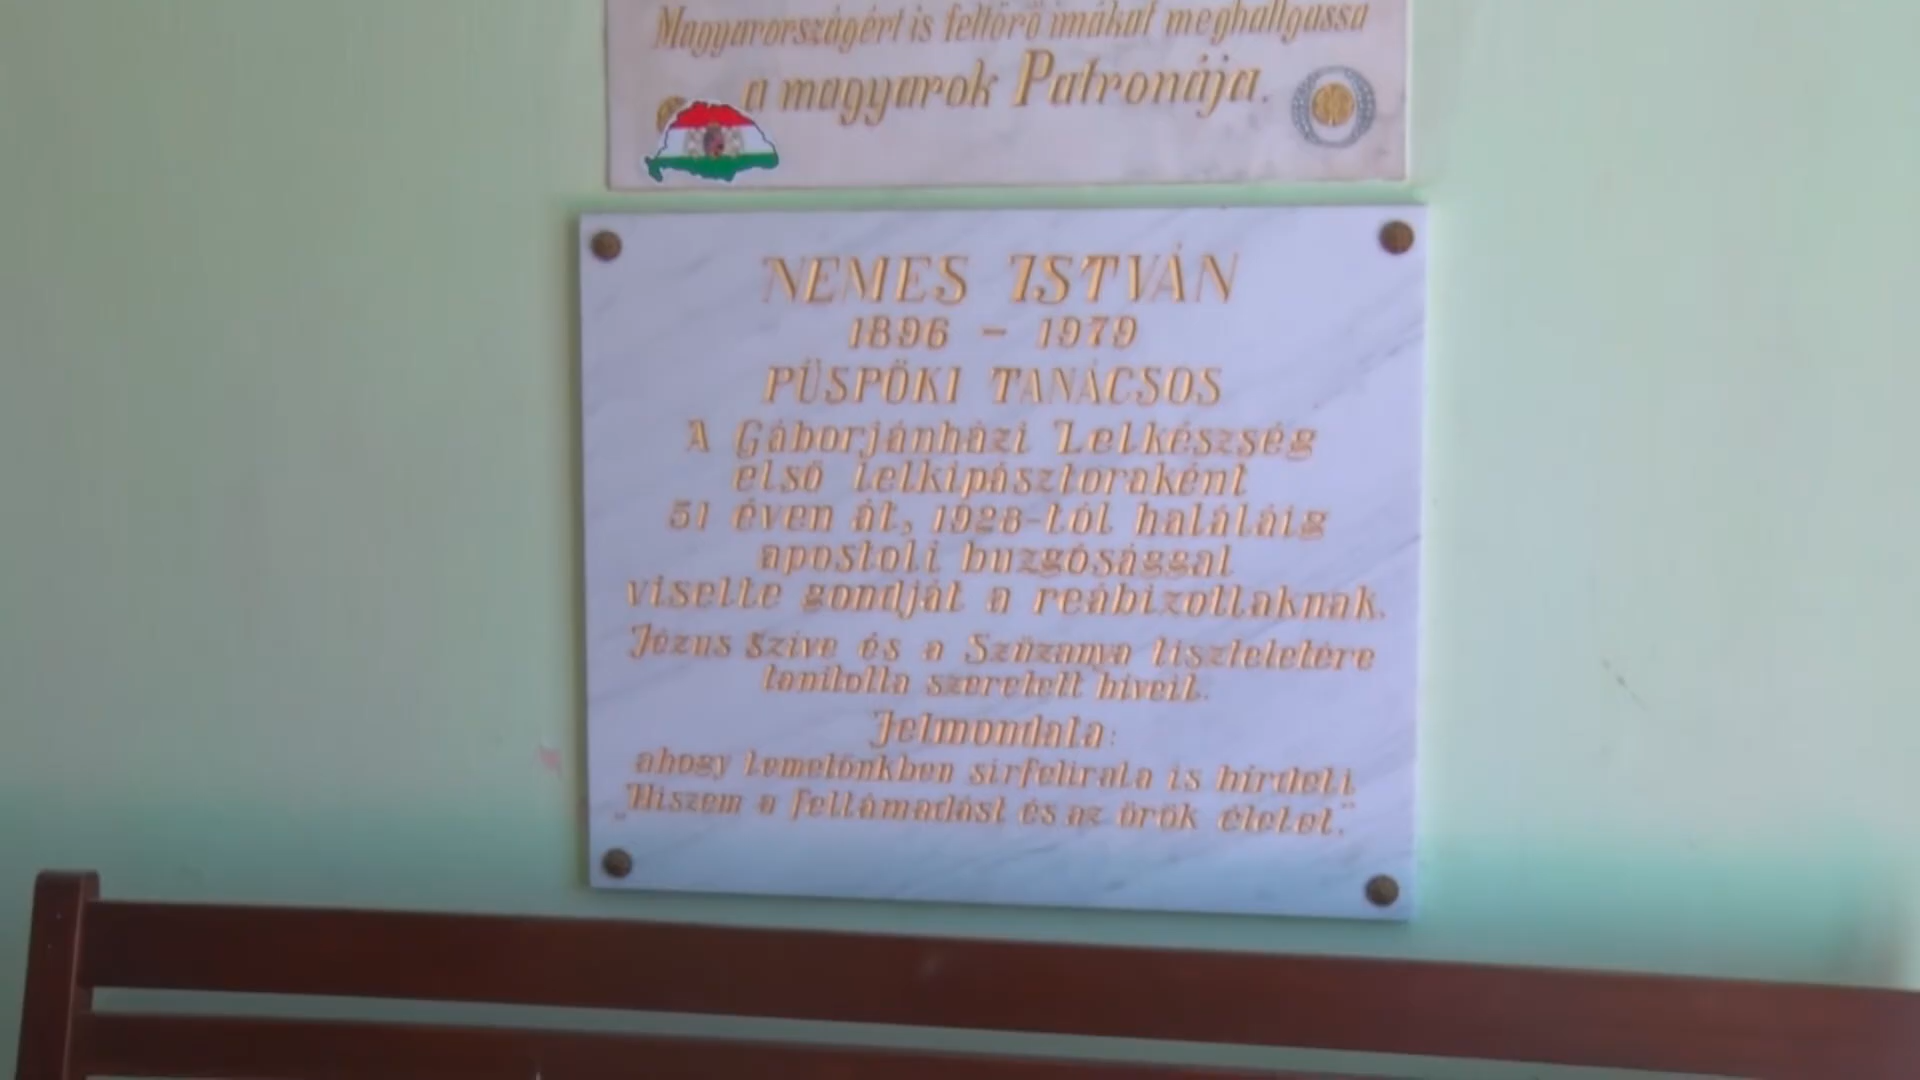 Magyarországért is feltörő imákat meghallgassa
a magyarok Patronája.
NEMES ISTVÁN
1896 - 1979
PÜSPÖKI TANÁCSOS
A Gáborjánházi Lelkészség
első lelkipásztoraként
51 éven át, 1928-tól haláláig
apostoli buzgósággal
viselte gondját a reábizottaknak.
Jézus Szíve és a Szűzanya tiszteletére
tanította szeretett híveit.
Jelmondata:
ahogy temetőnkben sírfelirata is hirdeti
„Hiszem a feltámadást és az örök életet.”